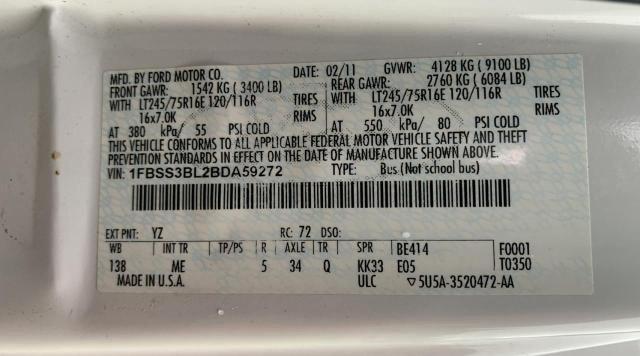 MFD. BY FORD MOTOR CO. DATE: 02/11 GVWR: 4128 KG ( 9100 LB)
FRONT GAWR: 1542 KG ( 3400 LB) REAR GAWR: 2760 KG ( 6084 LB)
WITH LT245/75R16E 120/116R TIRES WITH LT245/75R16E 120/116R TIRES
16x7.0K RIMS 16x7.0K RIMS
AT 380 kPa/ 55 PSI COLD AT 550 kPa/ 80 PSI COLD
THIS VEHICLE CONFORMS TO ALL APPLICABLE FEDERAL MOTOR VEHICLE SAFETY AND THEFT
PREVENTION STANDARDS IN EFFECT ON THE DATE OF MANUFACTURE SHOWN ABOVE.
VIN: 1FBSS3BL2BDA59272 TYPE: Bus (Not school bus)
EXT PNT: YZ RC: 72 DSO:
WB INT TR TP/PS R AXLE TR SPR BE414 F0001
138 ME 5 34 Q KK33 E05 T0350
MADE IN U.S.A. ULC ▽5U5A-3520472-AA